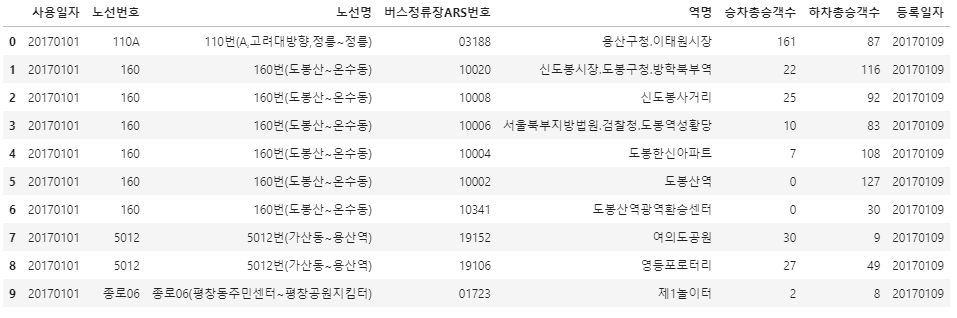 사용일자 노선번호 노선명 버스정류장ARS번호 역명 승차총승객수 하차총승객수 등록일자
0 20170101 110A 110번(A,고려대방향,정릉~정릉) 03188 용산구청.이태원시장 161 87 20170109
1 20170101 160 160번(도봉산~온수동) 10020 신도봉시장.도봉구청.방학북부역 22 116 20170109
2 20170101 160 160번(도봉산~온수동) 10008 신도봉사거리 25 92 20170109
3 20170101 160 160번(도봉산~온수동) 10006 서울북부지방법원.검찰청.도봉역성황당 10 83 20170109
4 20170101 160 160번(도봉산~온수동) 10004 도봉한신아파트 7 108 20170109
5 20170101 160 160번(도봉산~온수동) 10002 도봉산역 0 127 20170109
6 20170101 160 160번(도봉산~온수동) 10341 도봉산역광역환승센터 0 30 20170109
7 20170101 5012 5012번(가산동~용산역) 19152 여의도공원 30 9 20170109
8 20170101 5012 5012번(가산동~용산역) 19106 영등포로터리 27 49 20170109
9 20170101 종로06 종로06(평창동주민센터~평창공원지킴터) 01723 제1놀이터 2 8 20170109